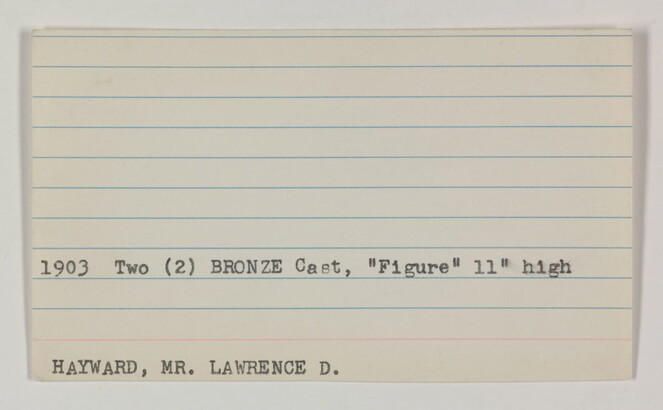 1903 Two (2) BRONZE Cast, "Figure" 11" high
HAYWARD, MR. LAWRENCE D.